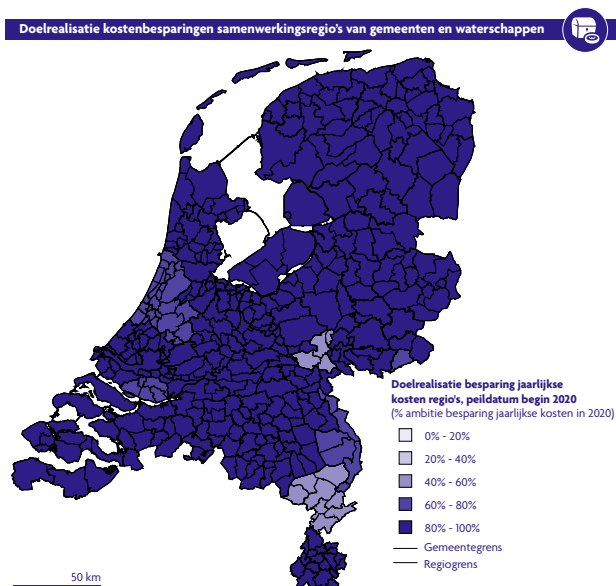 Doelrealisatie kostenbesparingen samenwerkingsregio's van gemeenten en waterschappen
Doelrealisatie besparing jaarlijkse
kosten regio's, peildatum begin 2020
(% ambitie besparing jaarlijkse kosten in 2020)
0% - 20%
20% - 40%
40% - 60%
60% - 80%
80% - 100%
Gemeentegrens
Regiogrens
50 km